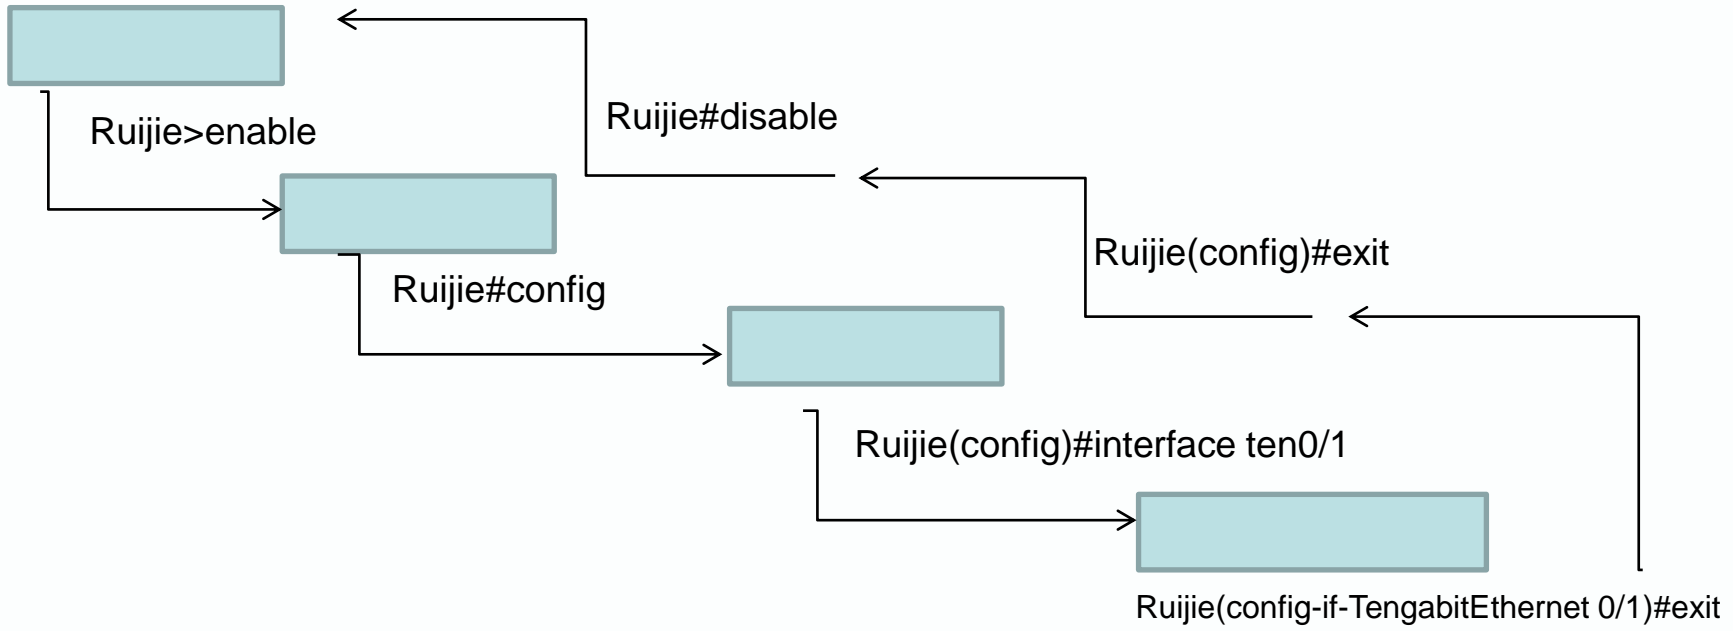 Ruijie#disable
Ruijie>enable
Ruijie(config)#exit
Ruijie#config
Ruijie(config)#interface ten0/1
Ruijie(config-if-TengabitEthernet 0/1)#exit